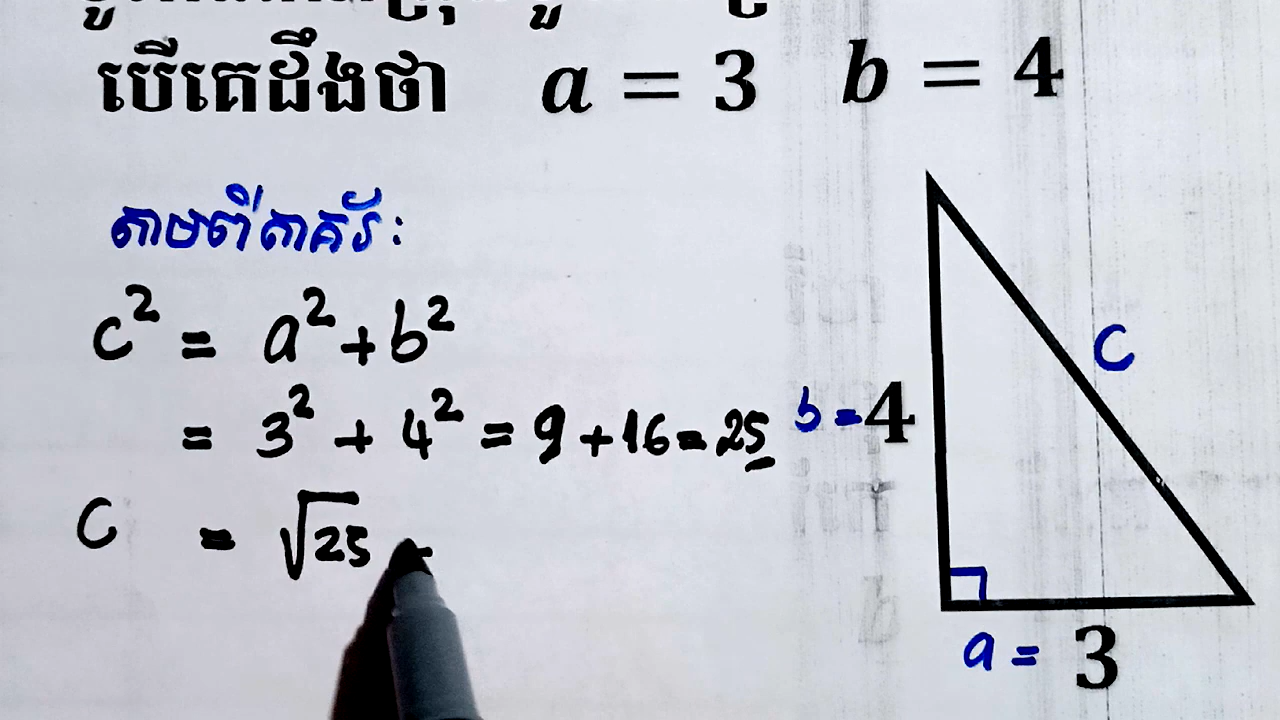 បើគេដឹងថា a = 3 b = 4
តាមពីតាគ័រ:
c² = a² + b²
= 3² + 4² = 9 + 16 = 25
c = √25 =
c
b = 4
a = 3